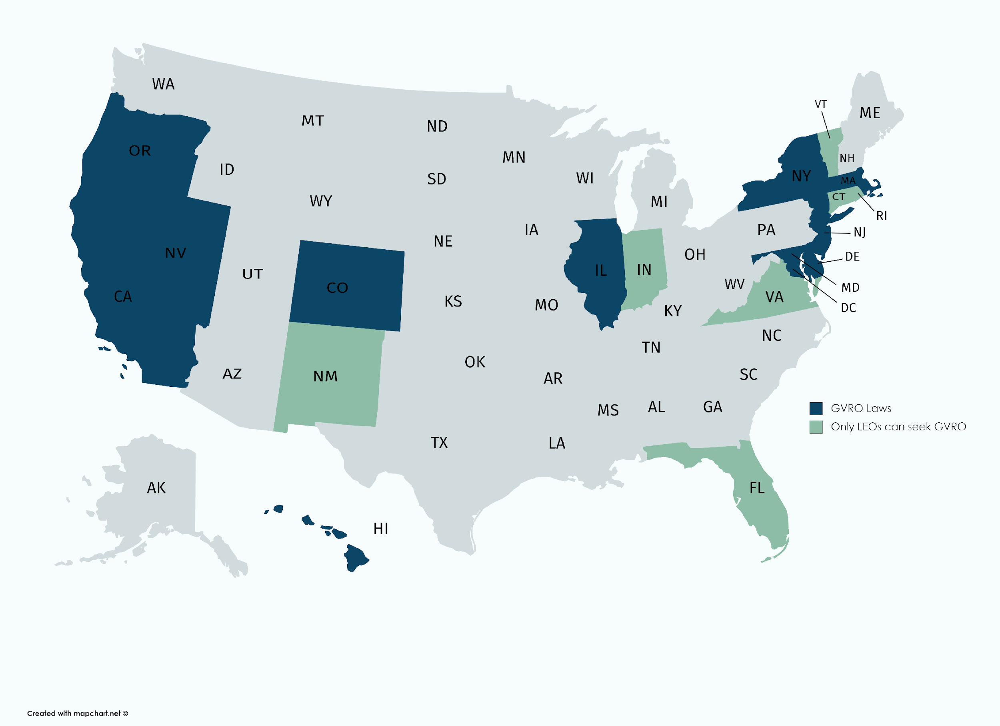 WA
MT
ND
MN
VT
ME
OR
ID
SD
WI
NH
NY
MA
WY
MI
CT
RI
IA
PA
NJ
NE
OH
NV
DE
UT
IL
IN
CO
WV
MD
CA
KS
MO
VA
DC
KY
NC
TN
OK
AZ
NM
AR
SC
MS
AL
GA
GVRO Laws
Only LEOs can seek GVRO
TX
LA
AK
FL
HI
Created with mapchart.net ©